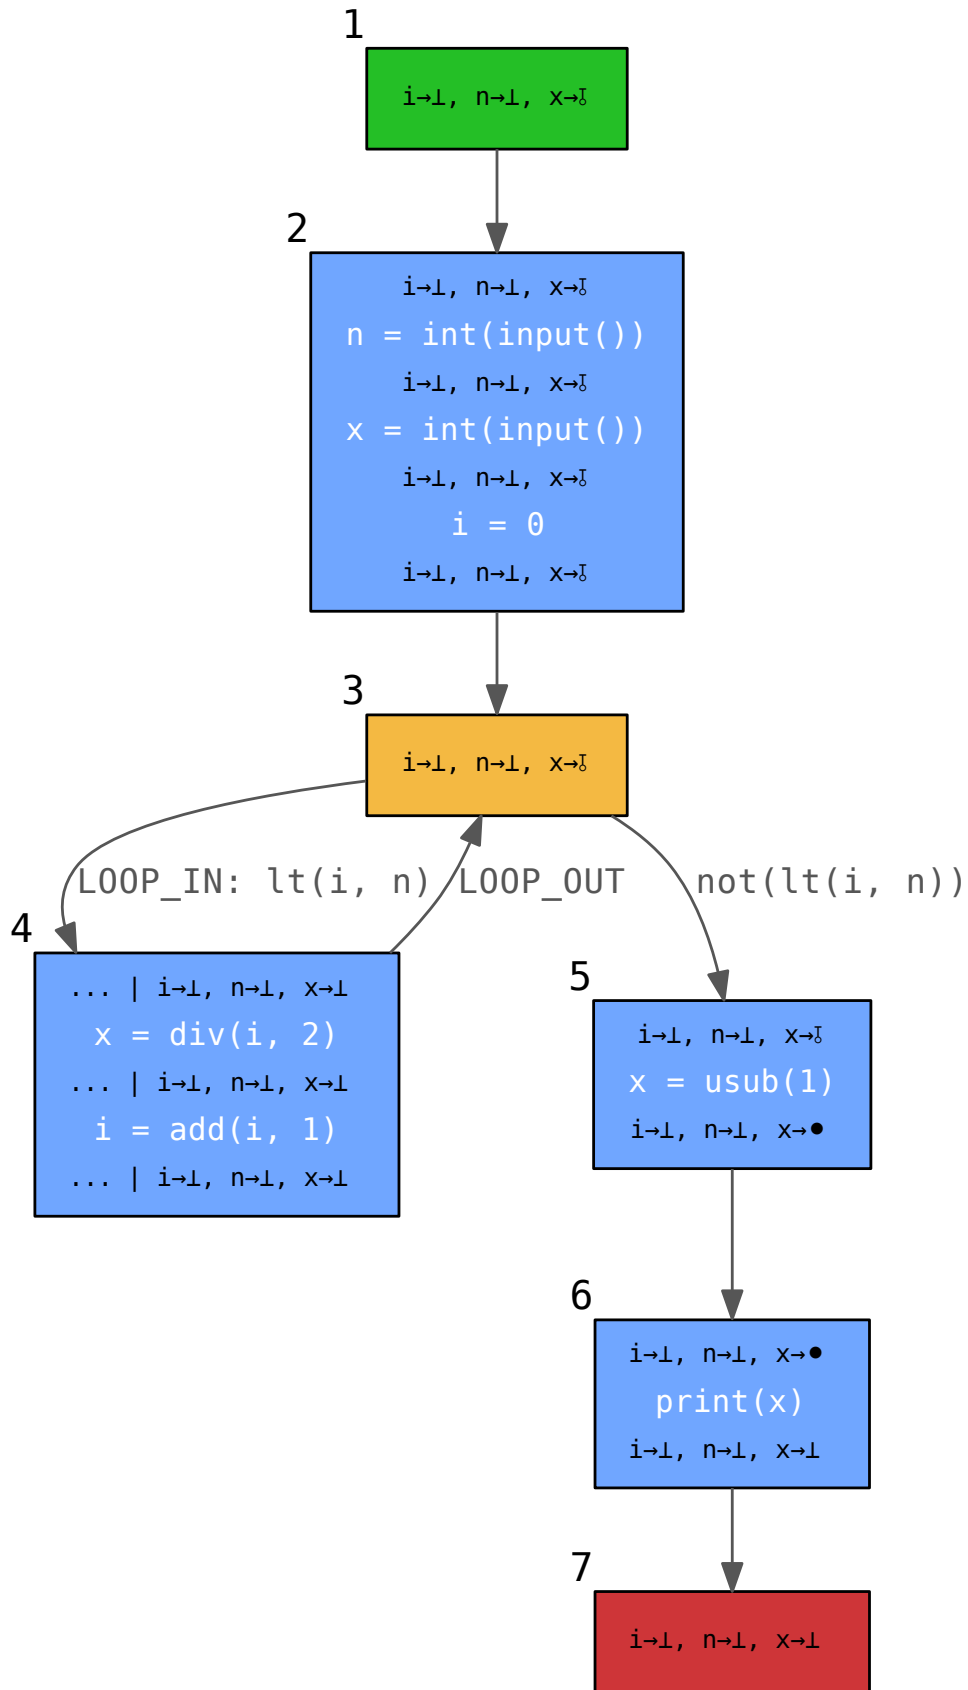 1
i→⊥, n→⊥, x→⫱
2
i→⊥, n→⊥, x→⫱
n = int(input())
i→⊥, n→⊥, x→⫱
x = int(input())
i→⊥, n→⊥, x→⫱
i = 0
i→⊥, n→⊥, x→⫱
3
i→⊥, n→⊥, x→⫱
LOOP_IN: lt(i, n)
LOOP_OUT
not(lt(i, n))
4
... | i→⊥, n→⊥, x→⊥
x = div(i, 2)
... | i→⊥, n→⊥, x→⊥
i = add(i, 1)
... | i→⊥, n→⊥, x→⊥
5
i→⊥, n→⊥, x→⫱
x = usub(1)
i→⊥, n→⊥, x→●
6
i→⊥, n→⊥, x→●
print(x)
i→⊥, n→⊥, x→⊥
7
i→⊥, n→⊥, x→⊥